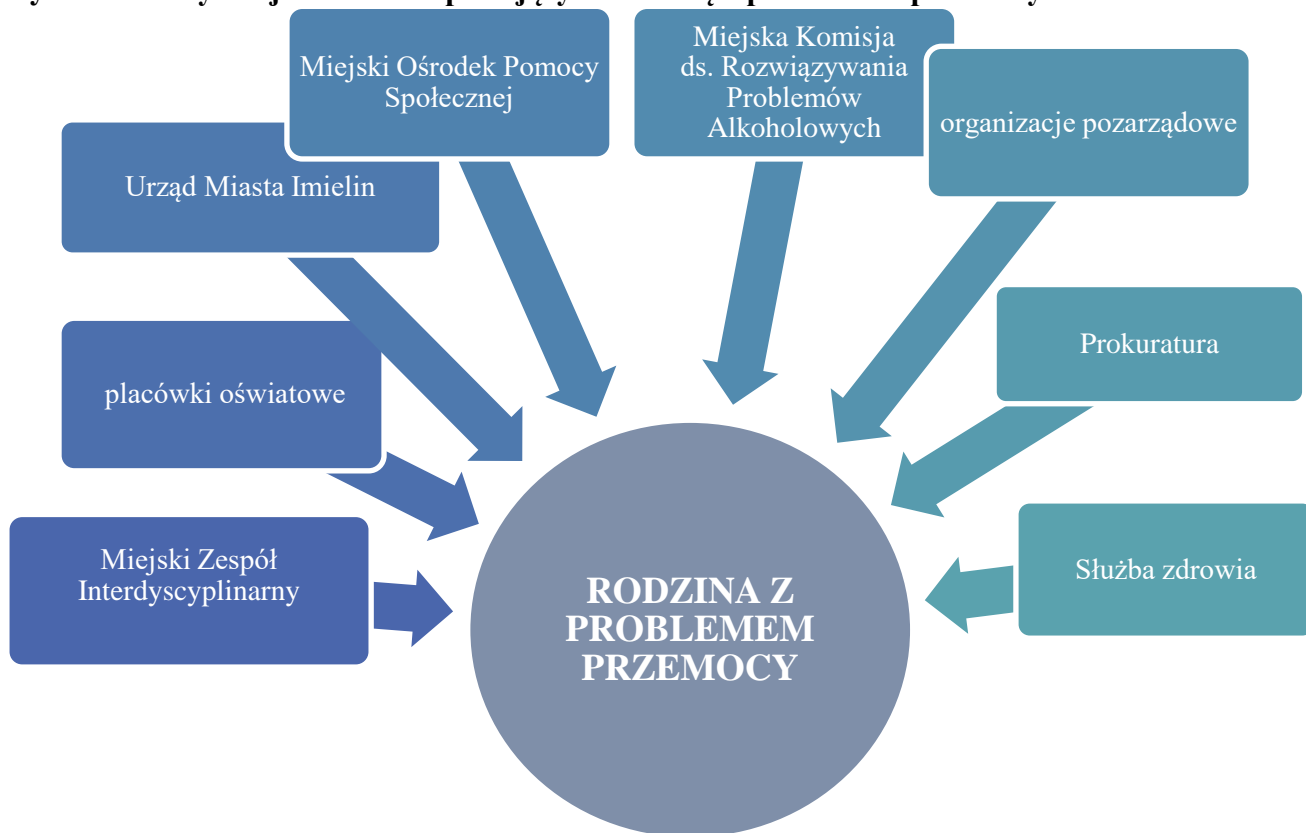 Miejski Ośrodek Pomocy
Społecznej
Miejska Komisja
ds. Rozwiązywania
Problemów
Alkoholowych
organizacje pozarządowe
Urząd Miasta Imielin
Prokuratura
placówki oświatowe
Służba zdrowia
Miejski Zespół
Interdyscyplinarny
RODZINA Z
PROBLEMEM
PRZEMOCY